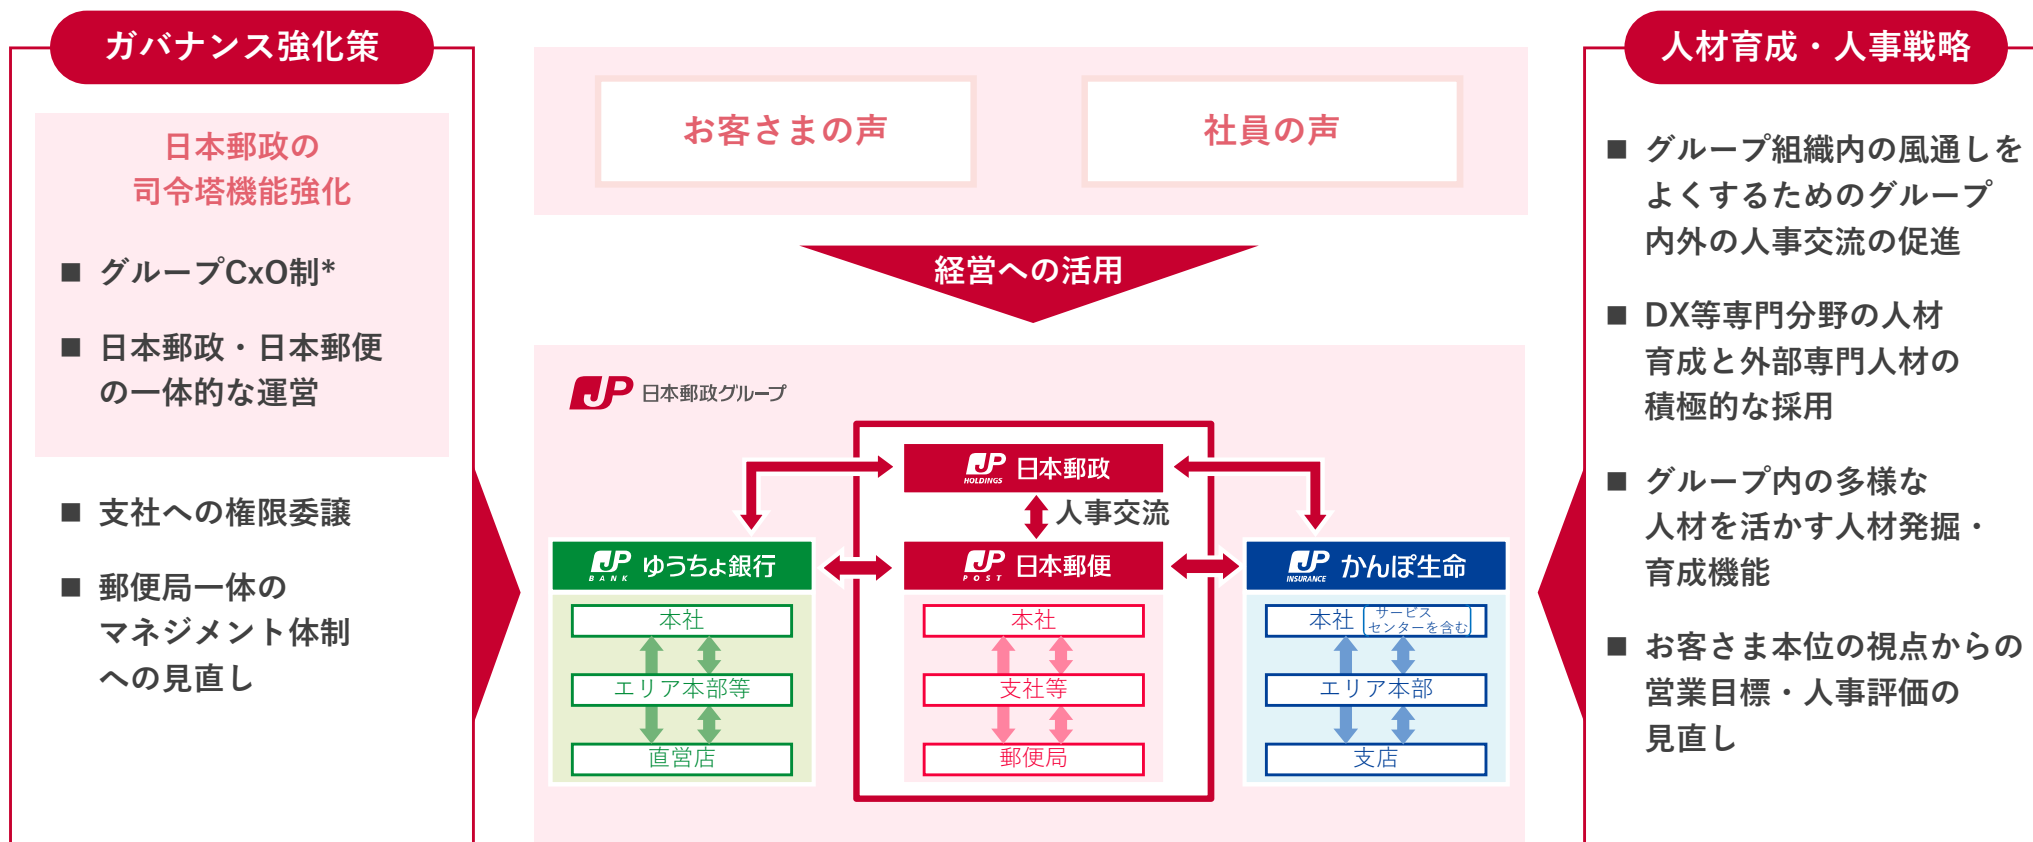 ガバナンス強化策
日本郵政の
司令塔機能強化
■ グループCxO制*
■ 日本郵政・日本郵便
の一体的な運営
■ 支社への権限委譲
■ 郵便局一体の
マネジメント体制
への見直し
お客さまの声
社員の声
経営への活用
JP 日本郵政グループ
JP HOLDINGS 日本郵政
人事交流
JP BANK ゆうちょ銀行
本社
エリア本部等
直営店
JP POST 日本郵便
本社
支社等
郵便局
JP INSURANCE かんぽ生命
本社
サービス
センターを含む
エリア本部
支店
人材育成・人事戦略
■ グループ組織内の風通しを
よくするためのグループ
内外の人事交流の促進
■ DX等専門分野の人材
育成と外部専門人材の
積極的な採用
■ グループ内の多様な
人材を活かす人材発掘・
育成機能
■ お客さま本位の視点からの
営業目標・人事評価の
見直し